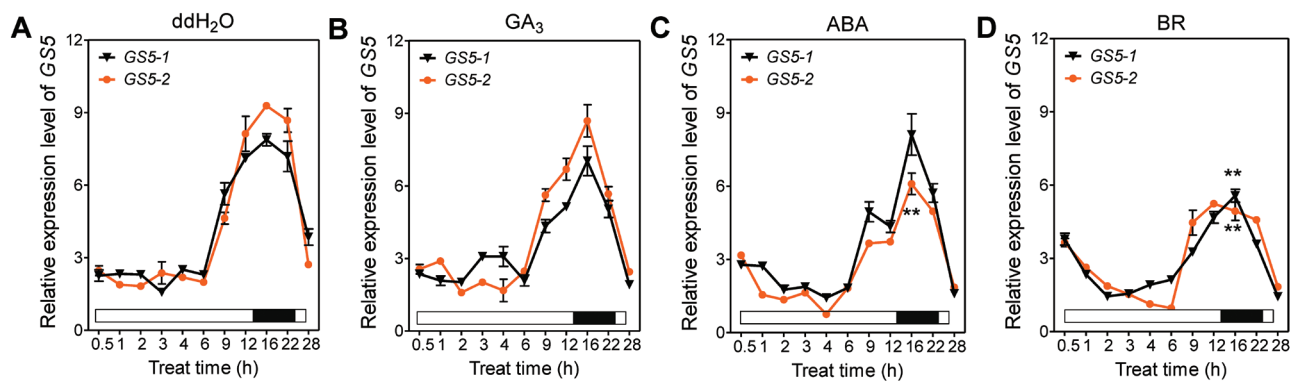 A
ddH2O
Relative expression level of GS5
12
9
6
3
0
GS5-1
GS5-2
0.5 1 2 3 4 6 9 12 16 22 28
Treat time (h)
B
GA3
Relative expression level of GS5
12
9
6
3
0
GS5-1
GS5-2
0.5 1 2 3 4 6 9 12 16 22 28
Treat time (h)
C
ABA
Relative expression level of GS5
12
9
6
3
0
GS5-1
GS5-2
**
0.5 1 2 3 4 6 9 12 16 22 28
Treat time (h)
D
BR
Relative expression level of GS5
12
9
6
3
0
GS5-1
GS5-2
**
**
0.5 1 2 3 4 6 9 12 16 22 28
Treat time (h)